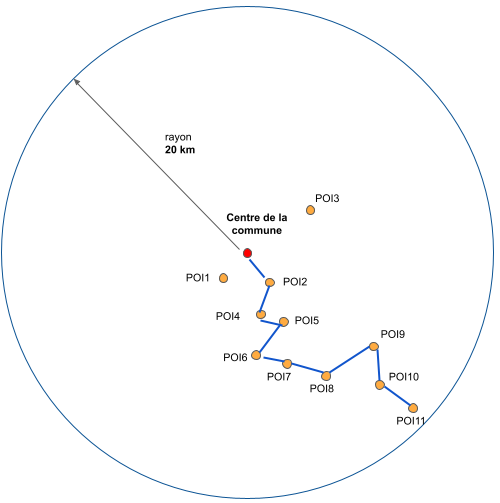 rayon
20 km
POI3
Centre de la
commune
POI1
POI2
POI4
POI5
POI9
POI6
POI7
POI8
POI10
POI11